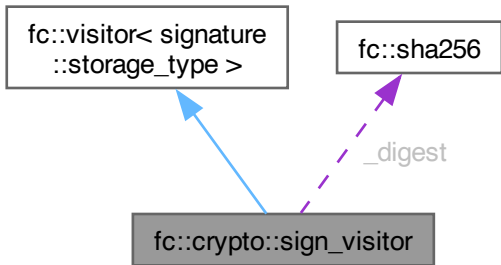 fc::visitor< signature
::storage_type >
fc::sha256
_digest
fc::crypto::sign_visitor